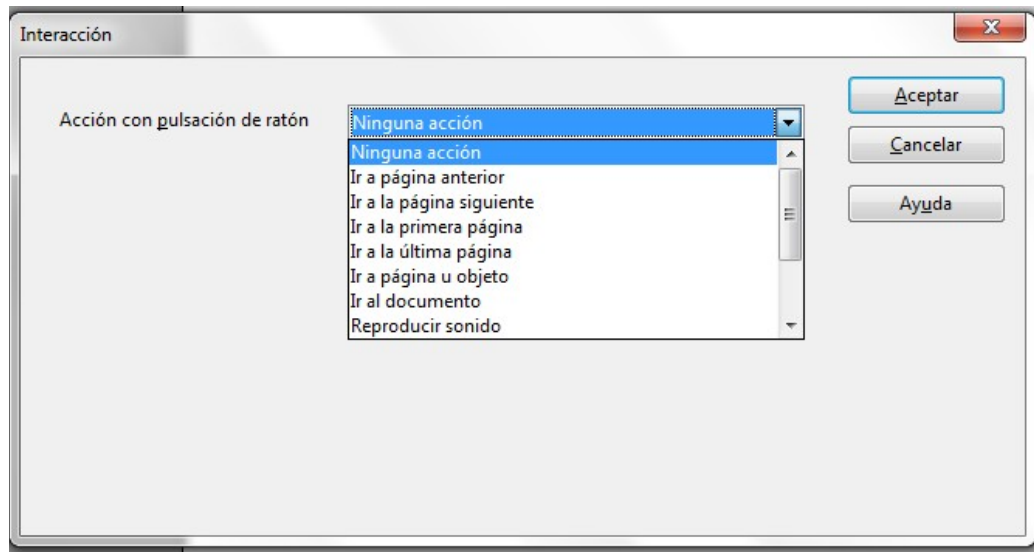 Interacción
Acción con pulsación de ratón
Ninguna acción
Ninguna acción
Ir a página anterior
Ir a la página siguiente
Ir a la primera página
Ir a la última página
Ir a página u objeto
Ir al documento
Reproducir sonido
Aceptar
Cancelar
Ayuda